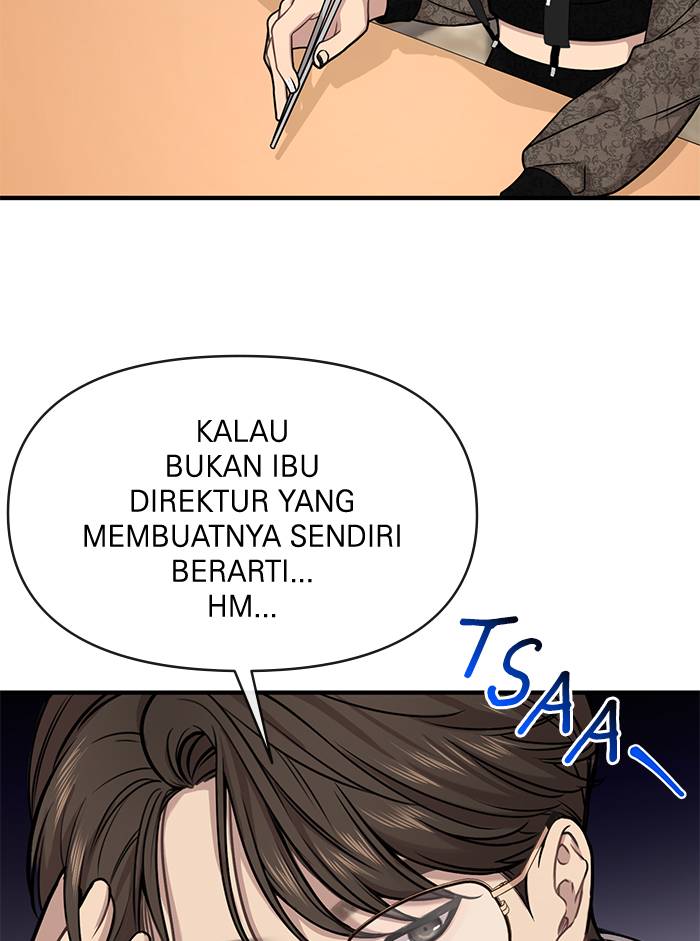 KALAU
BUKAN IBU
DIREKTUR YANG
MEMBUATNYA SENDIRI
BERARTI...
HM...
TSAA